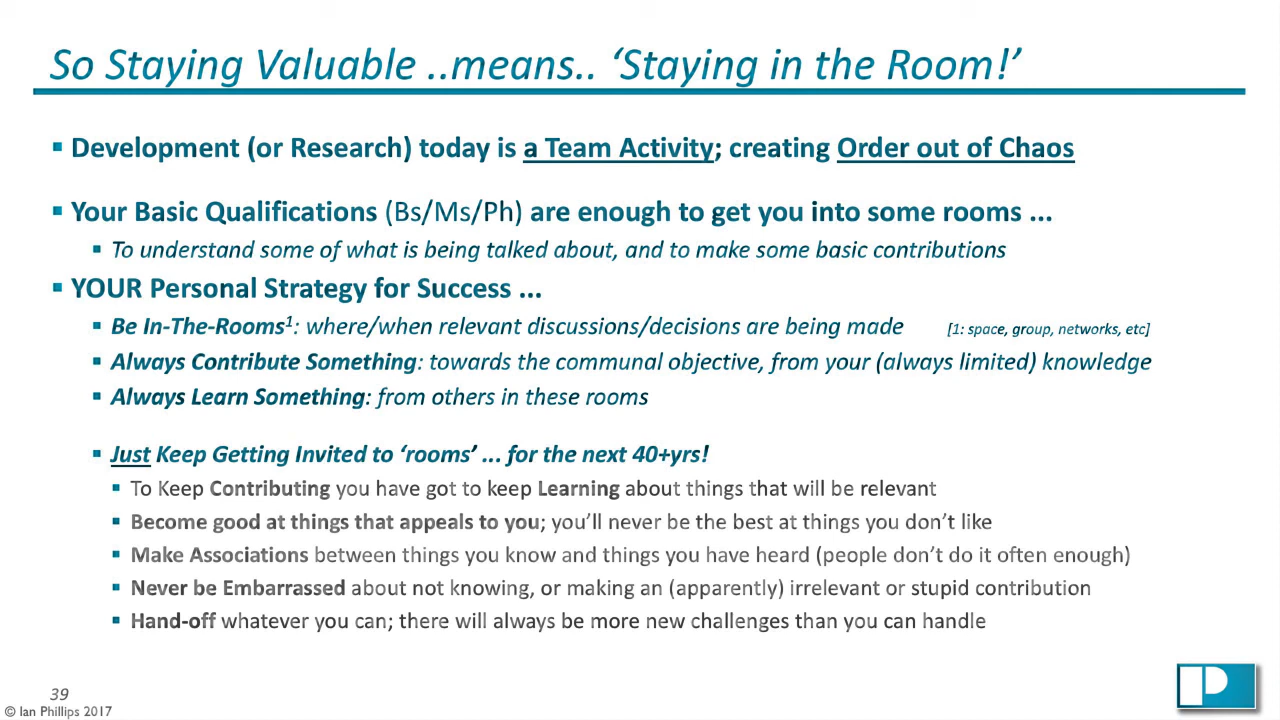 So Staying Valuable ..means.. ‘Staying in the Room!’
▪ Development (or Research) today is a Team Activity; creating Order out of Chaos
▪ Your Basic Qualifications (Bs/Ms/Ph) are enough to get you into some rooms ...
▪ To understand some of what is being talked about, and to make some basic contributions
▪ YOUR Personal Strategy for Success ...
▪ Be In-The-Rooms¹: where/when relevant discussions/decisions are being made [1: space, group, networks, etc]
▪ Always Contribute Something: towards the communal objective, from your (always limited) knowledge
▪ Always Learn Something: from others in these rooms
▪ Just Keep Getting Invited to ‘rooms’ ... for the next 40+yrs!
▪ To Keep Contributing you have got to keep Learning about things that will be relevant
▪ Become good at things that appeals to you; you’ll never be the best at things you don’t like
▪ Make Associations between things you know and things you have heard (people don’t do it often enough)
▪ Never be Embarrassed about not knowing, or making an (apparently) irrelevant or stupid contribution
▪ Hand-off whatever you can; there will always be more new challenges than you can handle
39
© Ian Phillips 2017
P